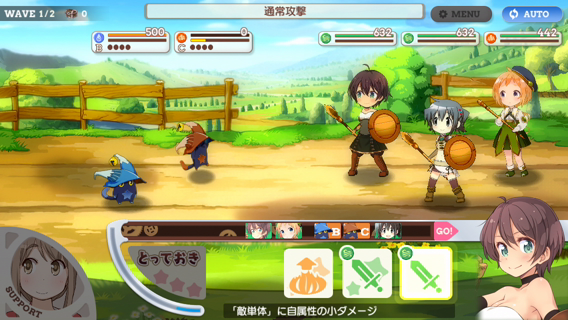 WAVE 1/2 0
通常攻撃
MENU
AUTO
500
B
0
C
632
632
442
B
C
GO!
とっておき
SUPPORT
「敵単体」に自属性の小ダメージ